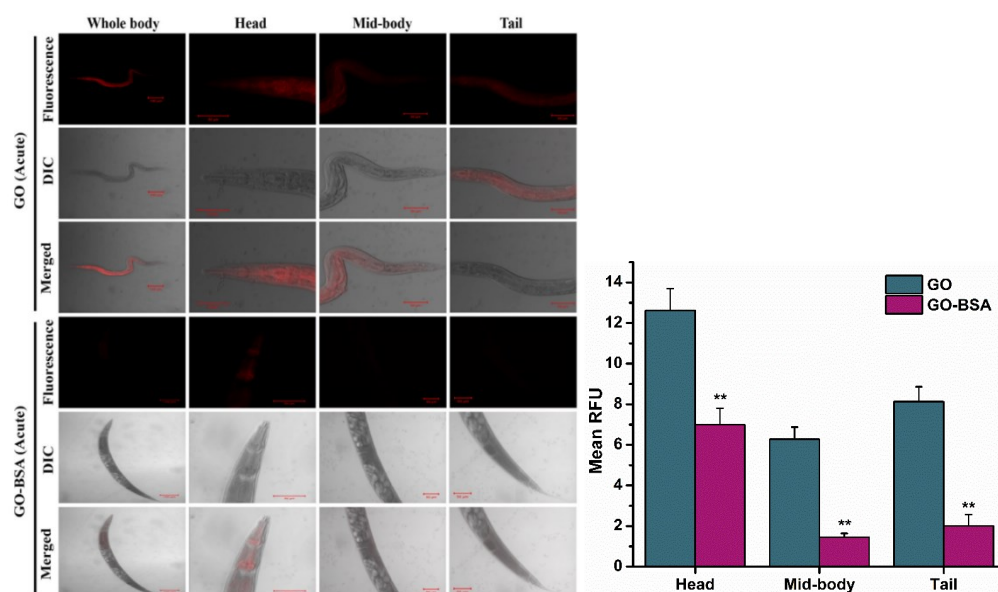 Whole body Head Mid-body Tail
GO (Acute)
Fluorescence
DIC
Merged
GO-BSA (Acute)
Fluorescence
DIC
Merged
GO
GO-BSA
Mean RFU
14
12
10
8
6
4
2
0
**
**
**
Head Mid-body Tail